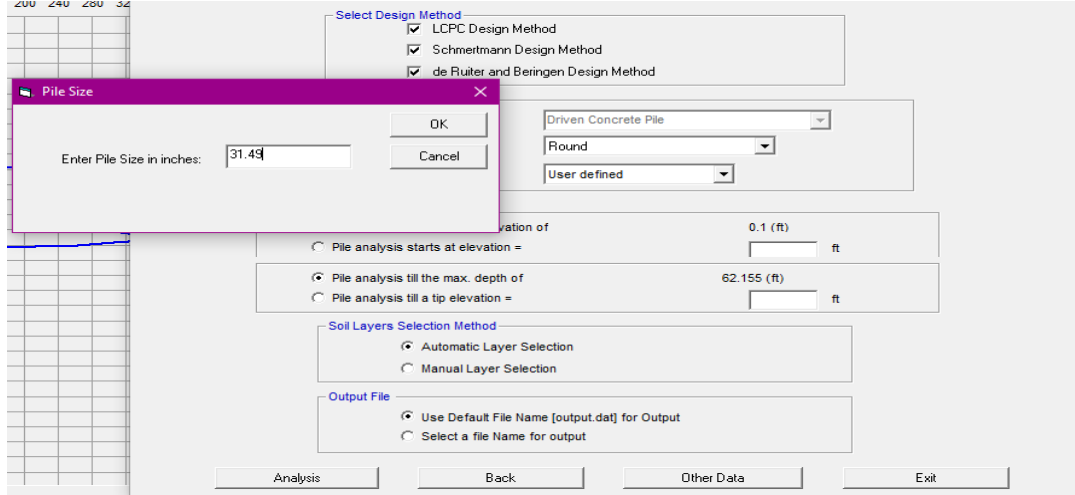 200 240 280 32
Select Design Method
LCPC Design Method
Schmertmann Design Method
de Ruiter and Beringen Design Method
Pile Size
OK
Enter Pile Size in inches:
31.49
Cancel
Driven Concrete Pile
Round
User defined
vation of 0.1 (ft)
Pile analysis starts at elevation = ft
Pile analysis till the max. depth of 62.155 (ft)
Pile analysis till a tip elevation = ft
Soil Layers Selection Method
Automatic Layer Selection
Manual Layer Selection
Output File
Use Default File Name [output.dat] for Output
Select a file Name for output
Analysis Back Other Data Exit